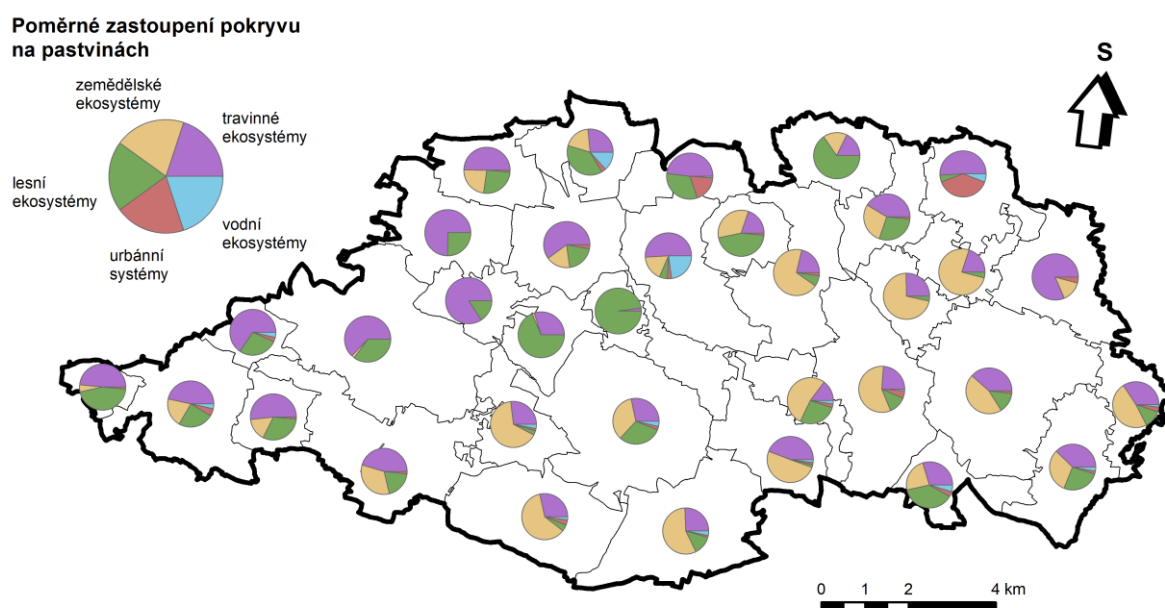 Poměrné zastoupení pokryvu
na pastvinách
zemědělské
ekosystémy
travinné
ekosystémy
lesní
ekosystémy
vodní
ekosystémy
urbánní
systémy
S
0 1 2 4 km